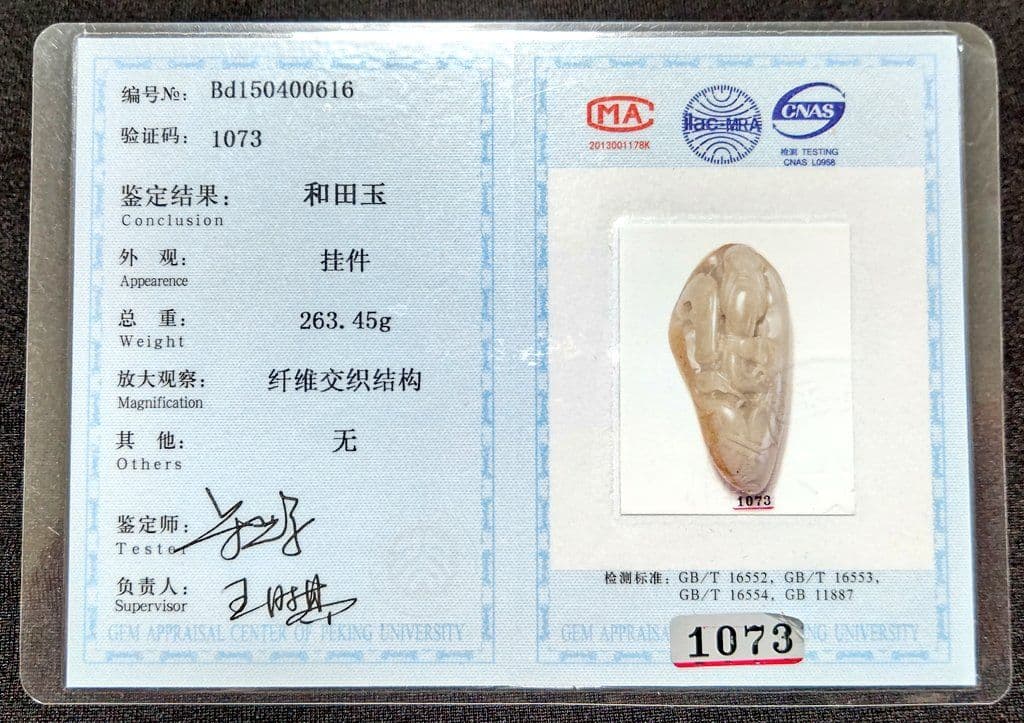 编号№: Bd150400616
验证码: 1073
鉴定结果: 和田玉
Conclusion
外 观: 挂件
Appearence
总 重: 263.45g
Weight
放大观察: 纤维交织结构
Magnification
其 他: 无
Others
鉴定师:
Tester
负责人:
Supervisor
GEM APPRAISAL CENTER OF PEKING UNIVERSITY
MA
2013001178K
ilac-MRA
CNAS
检测 TESTING
CNAS L0958
1073
检测标准: GB/T 16552, GB/T 16553,
GB/T 16554, GB 11887
GEM APPRAISA NG UNIVERSITY
1073